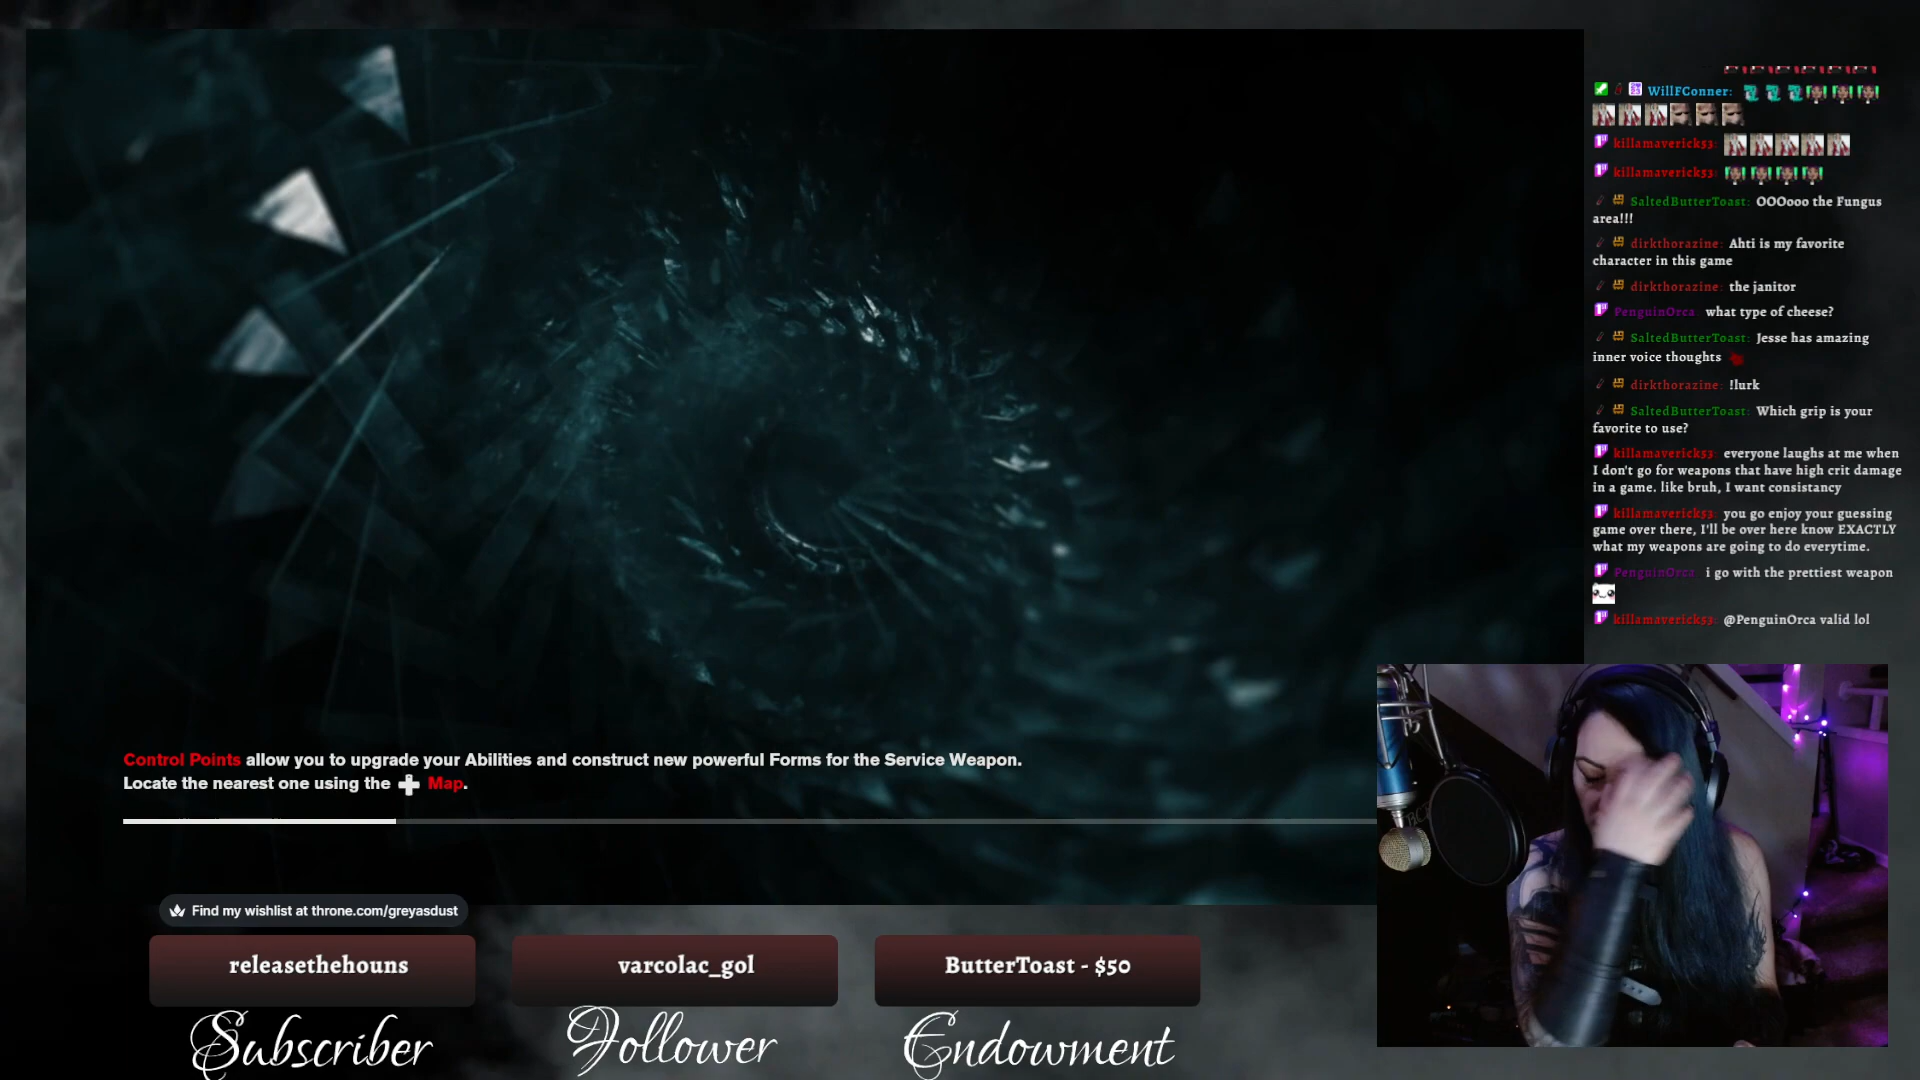 WillFConner:
killamaverick53:
killamaverick53:
SaltedButterToast: OOOooo the Fungus
area!!!
dirkthorazine: Ahti is my favorite
character in this game
dirkthorazine: the janitor
PenguinOrca: what type of cheese?
SaltedButterToast: Jesse has amazing
inner voice thoughts
dirkthorazine: !lurk
SaltedButterToast: Which grip is your
favorite to use?
killamaverick53: everyone laughs at me when
I don't go for weapons that have high crit damage
in a game. like bruh, I want consistancy
killamaverick53: you go enjoy your guessing
game over there, I'll be over here know EXACTLY
what my weapons are going to do everytime.
PenguinOrca: i go with the prettiest weapon
killamaverick53: @PenguinOrca valid lol
Control Points allow you to upgrade your Abilities and construct new powerful Forms for the Service Weapon.
Locate the nearest one using the Map.
Find my wishlist at throne.com/greyasdust
releasethehouns
varcolac_gol
ButterToast - $50
Subscriber
Follower
Endowment